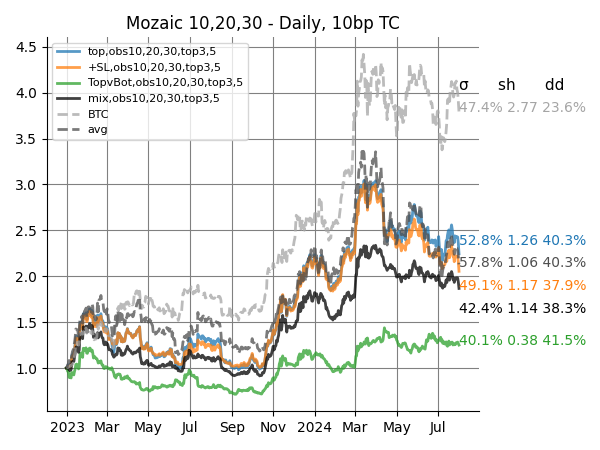 Mozaic 10,20,30 - Daily, 10bp TC
top,obs10,20,30,top3,5
+SL,obs10,20,30,top3,5
TopvBot,obs10,20,30,top3,5
mix,obs10,20,30,top3,5
BTC
avg
4.5
4.0
3.5
3.0
2.5
2.0
1.5
1.0
σ sh dd
47.4% 2.77 23.6%
52.8% 1.26 40.3%
57.8% 1.06 40.3%
49.1% 1.17 37.9%
42.4% 1.14 38.3%
40.1% 0.38 41.5%
2023 Mar May Jul Sep Nov 2024 Mar May Jul